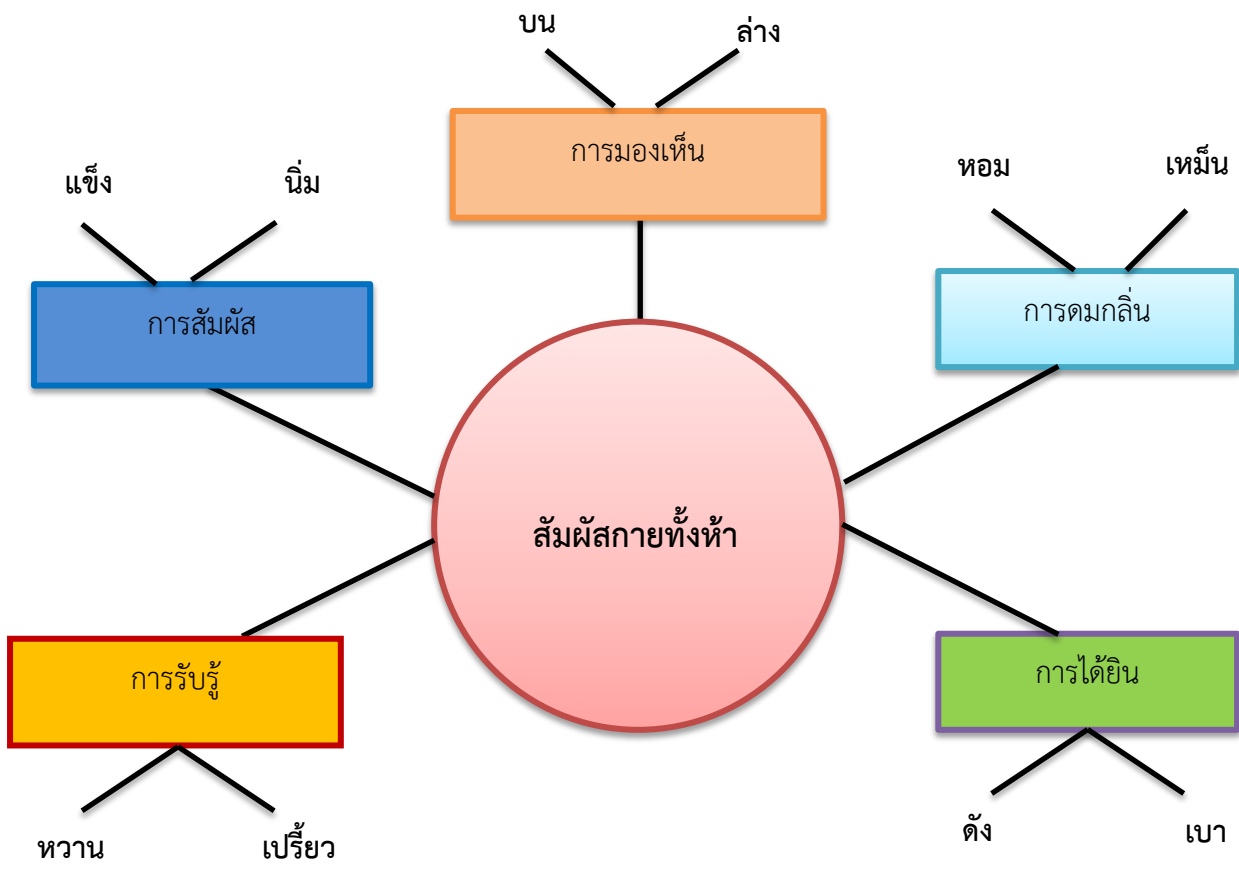 บน
ล่าง
การมองเห็น
แข็ง
นิ่ม
การสัมผัส
หอม
เหม็น
การดมกลิ่น
สัมผัสกายทั้งห้า
การรับรู้
หวาน
เปรี้ยว
การได้ยิน
ดัง
เบา